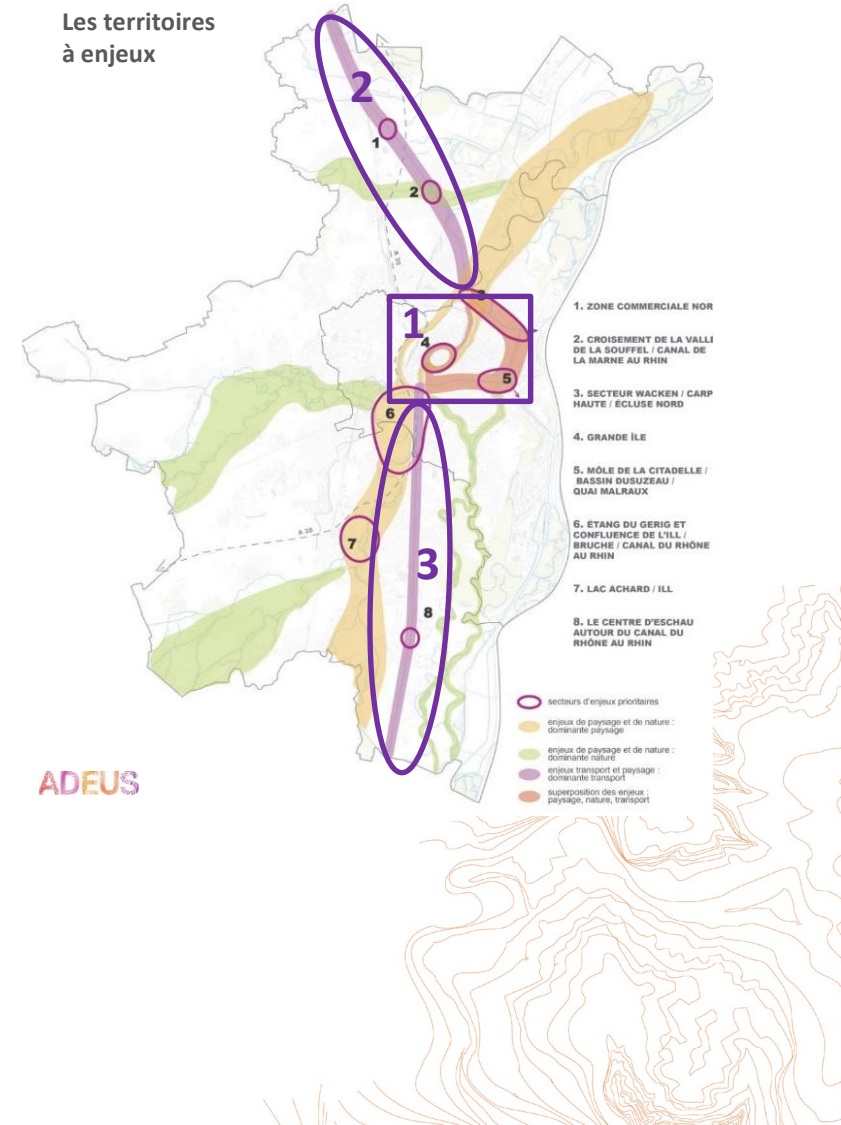 Les territoires
à enjeux
2
1
2
A 35
3
1
4
5
6
A 35
7
3
8
1. ZONE COMMERCIALE NOR
2. CROISEMENT DE LA VALLI
DE LA SOUFFEL / CANAL DE
LA MARNE AU RHIN
3. SECTEUR WACKEN / CARP
HAUTE / ÉCLUSE NORD
4. GRANDE ÎLE
5. MÔLE DE LA CITADELLE /
BASSIN DUSUZEAU /
QUAI MALRAUX
6. ÉTANG DU GERIG ET
CONFLUENCE DE L'ILL /
BRUCHE / CANAL DU RHÔNE
AU RHIN
7. LAC ACHARD / ILL
8. LE CENTRE D'ESCHAU
AUTOUR DU CANAL DU
RHÔNE AU RHIN
secteurs d'enjeux prioritaires
enjeux de paysage et de nature :
dominante paysage
enjeux de paysage et de nature :
dominante nature
enjeux transport et paysage :
dominante transport
superposition des enjeux :
paysage, nature, transport
ADEUS